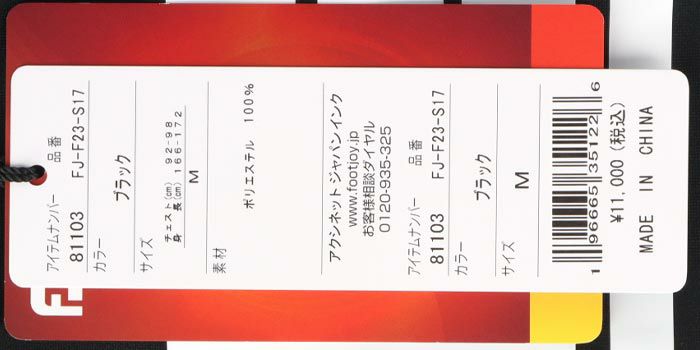 アイテムナンバー 品番
81103 FJ-F23-S17
カラー
ブラック
サイズ
チェスト(cm) 92-98
身 長(cm) 166-172
M
素材
ポリエステル 100%
アクシネット ジャパン インク
www.footjoy.jp
お客様相談ダイヤル
0120-935-325
アイテムナンバー 品番
81103 FJ-F23-S17
カラー
ブラック
サイズ
M
1 96665 35122 6
¥11,000 (税込)
MADE IN CHINA